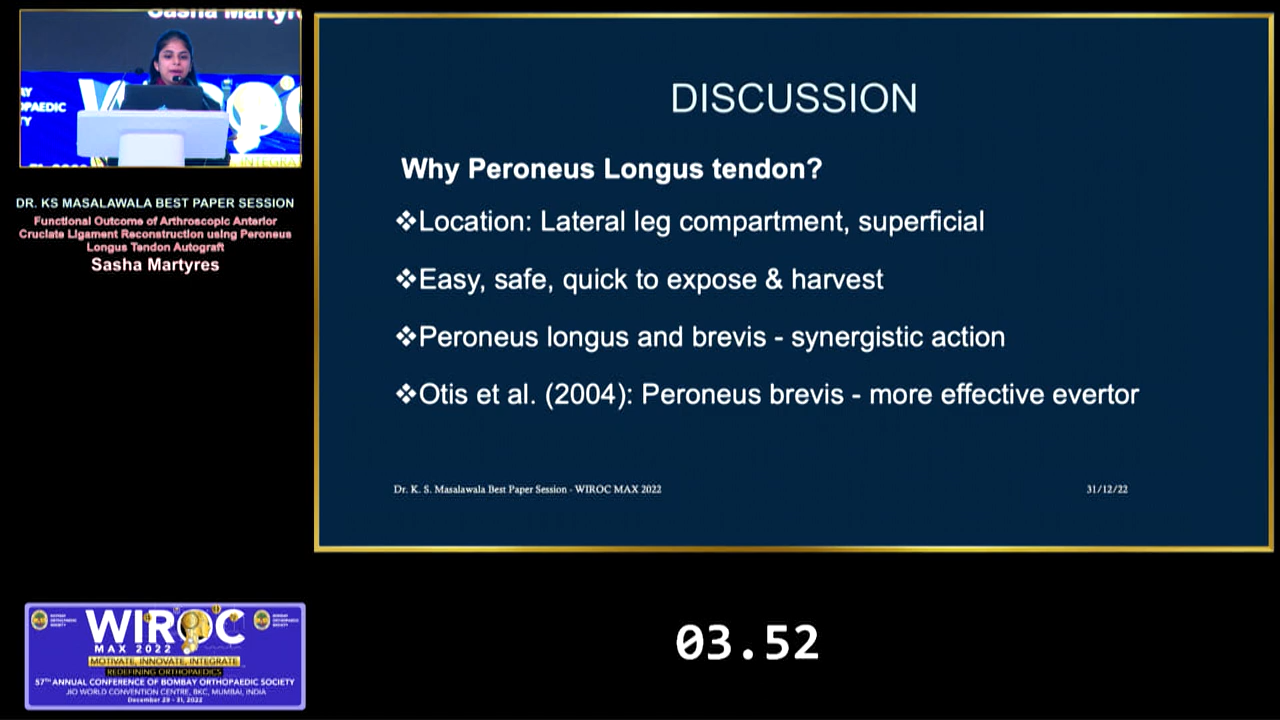 Sasha Martyre
PAEDIC
INTEGRA
DR. KS MASALAWALA BEST PAPER SESSION
Functional Outcome of Arthroscopic Anterior
Cruciate Ligament Reconstruction using Peroneus
Longus Tendon Autograft
Sasha Martyres
DISCUSSION
Why Peroneus Longus tendon?
❖Location: Lateral leg compartment, superficial
❖Easy, safe, quick to expose & harvest
❖Peroneus longus and brevis - synergistic action
❖Otis et al. (2004): Peroneus brevis - more effective evertor
Dr. K. S. Masalawala Best Paper Session - WIROC MAX 2022
31/12/22
WIROC
MAX 2022
MOTIVATE, INNOVATE, INTEGRATE
REDEFINING ORTHOPAEDICS
57TH ANNUAL CONFERENCE OF BOMBAY ORTHOPAEDIC SOCIETY
JIO WORLD CONVENTION CENTRE, BKC, MUMBAI, INDIA
December 29 - 31, 2022
03.52